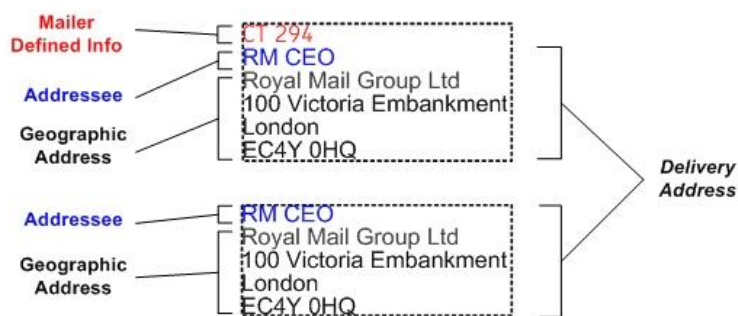 Mailer
Defined Info
CT 294
RM CEO
Addressee
Royal Mail Group Ltd
100 Victoria Embankment
Geographic
Address
London
EC4Y 0HQ
Delivery
Address
Addressee
RM CEO
Royal Mail Group Ltd
Geographic
Address
100 Victoria Embankment
London
EC4Y 0HQ